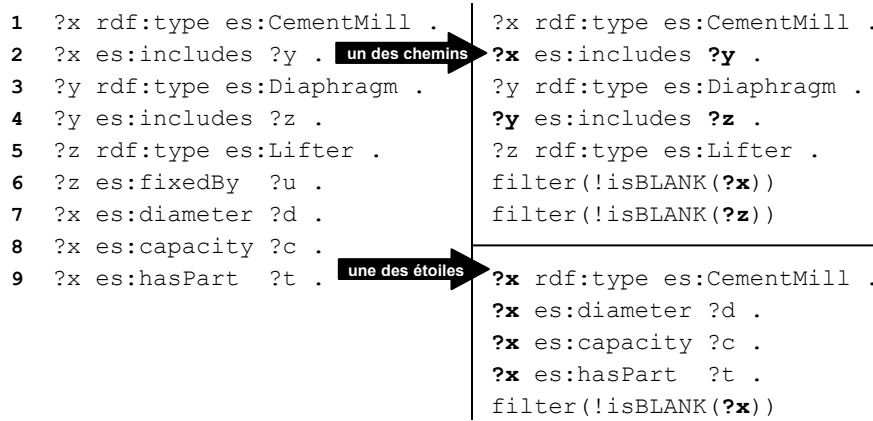 1 ?x rdf:type es:CementMill .
2 ?x es:includes ?y .
3 ?y rdf:type es:Diaphragm .
4 ?y es:includes ?z .
5 ?z rdf:type es:Lifter .
6 ?z es:fixedBy ?u .
7 ?x es:diameter ?d .
8 ?x es:capacity ?c .
9 ?x es:hasPart ?t .
un des chemins
une des étoiles
?x rdf:type es:CementMill .
?x es:includes ?y .
?y rdf:type es:Diaphragm .
?y es:includes ?z .
?z rdf:type es:Lifter .
filter(!isBLANK(?x))
filter(!isBLANK(?z))
?x rdf:type es:CementMill .
?x es:diameter ?d .
?x es:capacity ?c .
?x es:hasPart ?t .
filter(!isBLANK(?x))